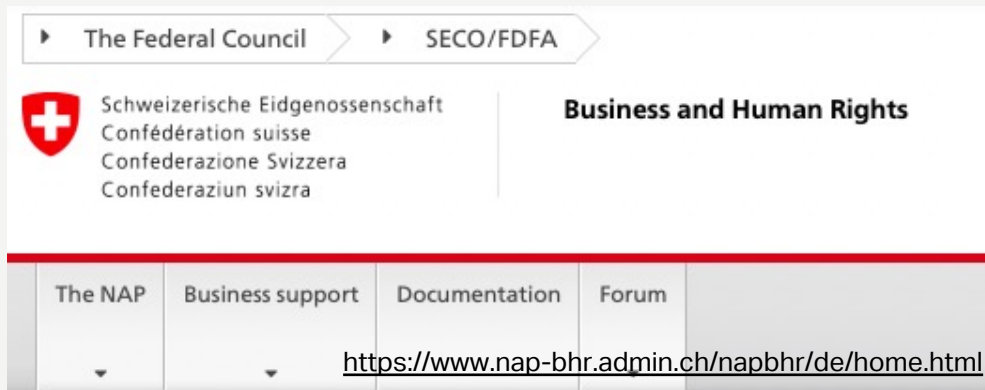 The Federal Council SECO/FDFA
Schweizerische Eidgenossenschaft
Confédération suisse
Confederazione Svizzera
Confederaziun svizra
Business and Human Rights
The NAP Business support Documentation Forum
https://www.nap-bhr.admin.ch/napbhr/de/home.html